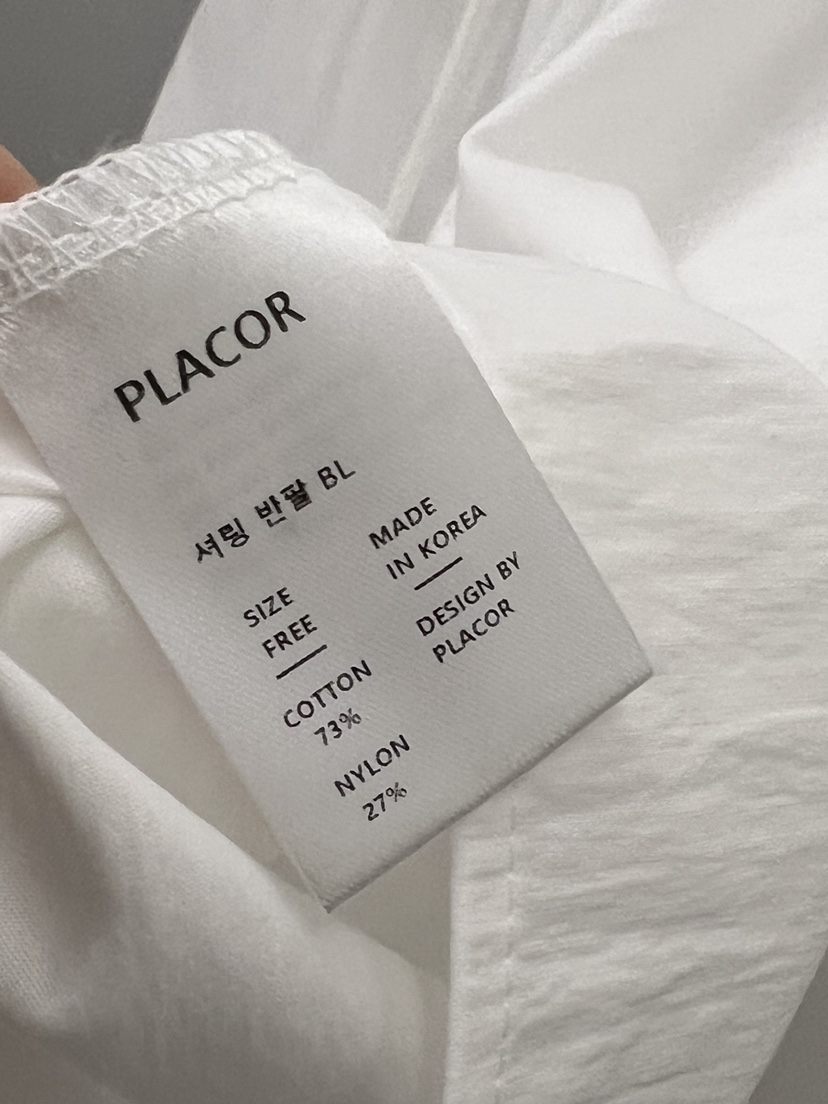 PLACOR
셔링 반팔 BL
SIZE
FREE
COTTON
73%
NYLON
27%
MADE
IN KOREA
DESIGN BY
PLACOR